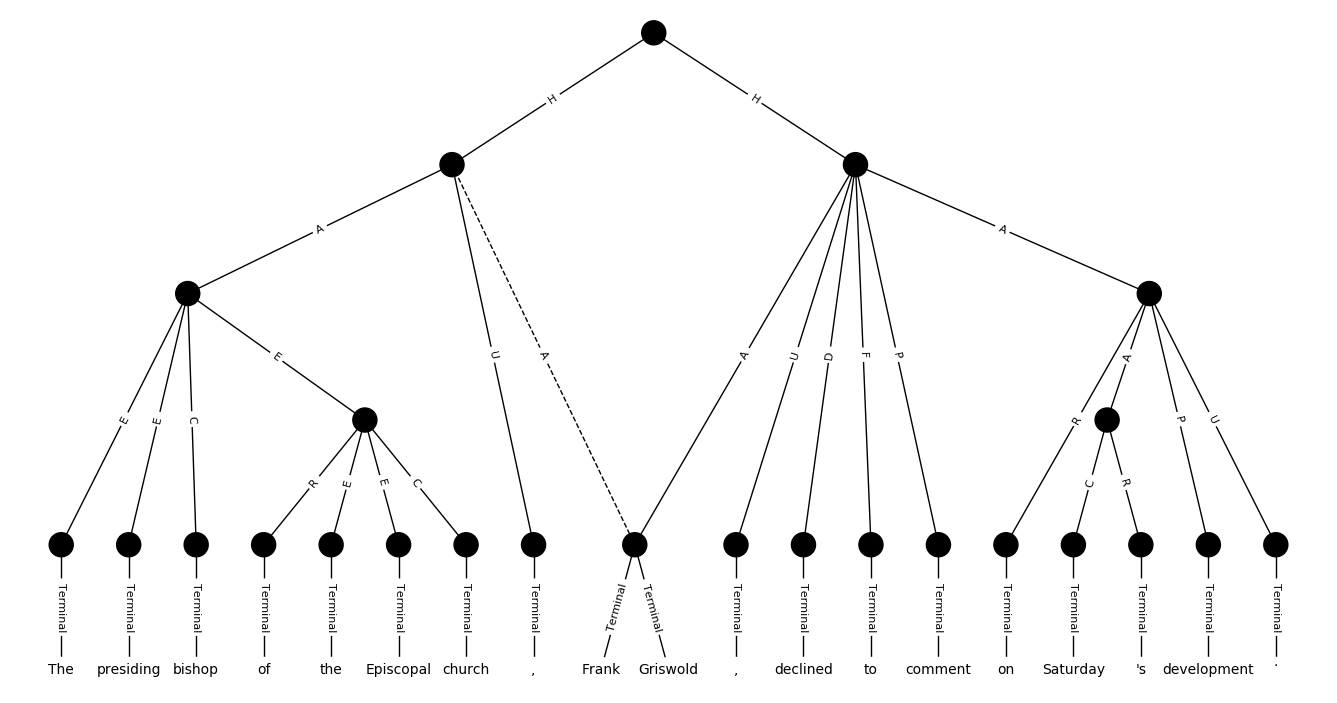 H H
A A
E A
E E C U A A U D F P R A P U
R E E C C R
Terminal Terminal Terminal Terminal Terminal Terminal Terminal Terminal Terminal Terminal Terminal Terminal Terminal Terminal Terminal Terminal Terminal Terminal Terminal
The presiding bishop of the Episcopal church , Frank Griswold , declined to comment on Saturday 's development .